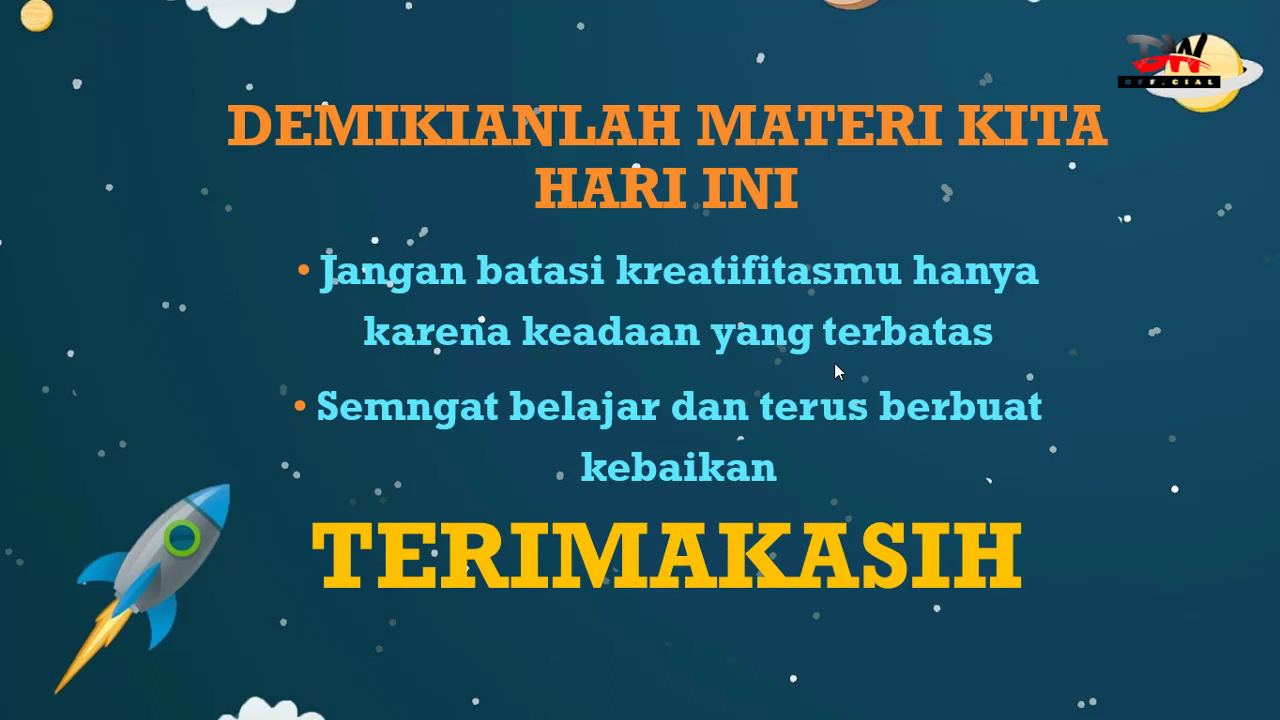 DEMIKIANLAH MATERI KITA
HARI INI
• Jangan batasi kreatifitasmu hanya
karena keadaan yang terbatas
• Semngat belajar dan terus berbuat
kebaikan
TERIMAKASIH
OFFICIAL